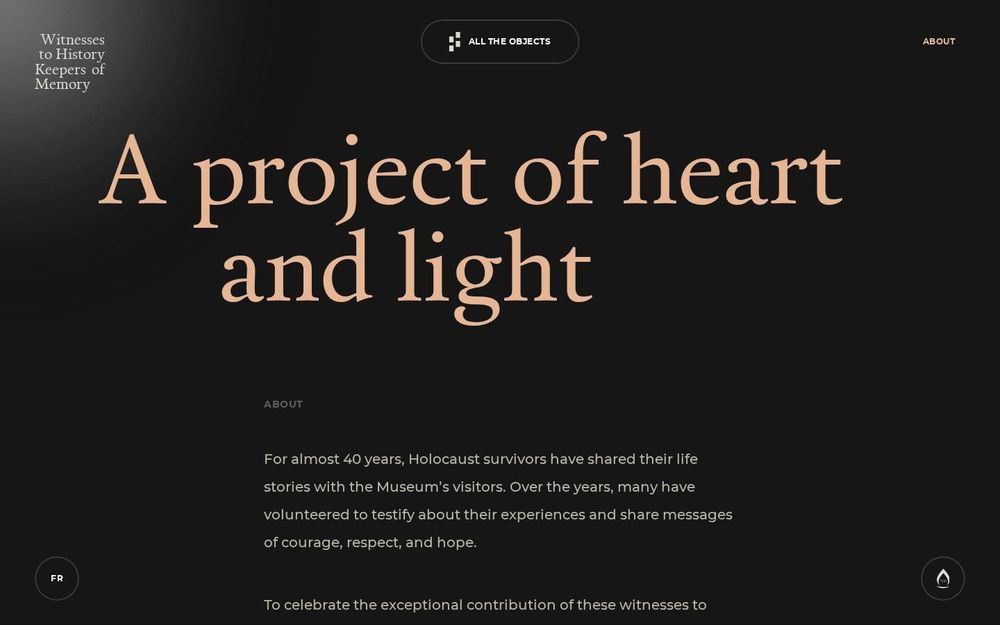 Witnesses
to History
Keepers of
Memory
ALL THE OBJECTS
ABOUT
A project of heart
and light
ABOUT
For almost 40 years, Holocaust survivors have shared their life
stories with the Museum’s visitors. Over the years, many have
volunteered to testify about their experiences and share messages
of courage, respect, and hope.
To celebrate the exceptional contribution of these witnesses to
FR